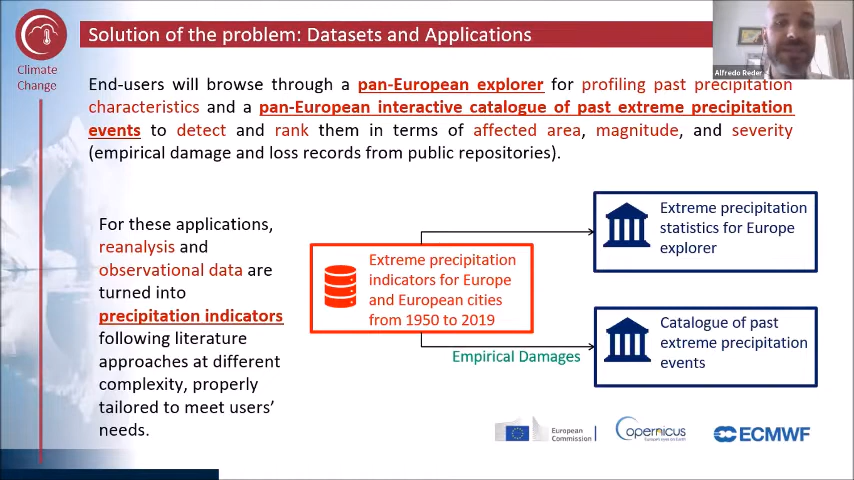 Solution of the problem: Datasets and Applications
Alfredo Reder
Climate
Change
End-users will browse through a pan-European explorer for profiling past precipitation
characteristics and a pan-European interactive catalogue of past extreme precipitation
events to detect and rank them in terms of affected area, magnitude, and severity
(empirical damage and loss records from public repositories).
For these applications,
reanalysis and
observational data are
turned into
precipitation indicators
following literature
approaches at different
complexity, properly
tailored to meet users’
needs.
Extreme precipitation
indicators for Europe
and European cities
from 1950 to 2019
Extreme precipitation
statistics for Europe
explorer
Empirical Damages
Catalogue of past
extreme precipitation
events
European
Commission
opernicus
Europe's eyes on Earth
ECMWF